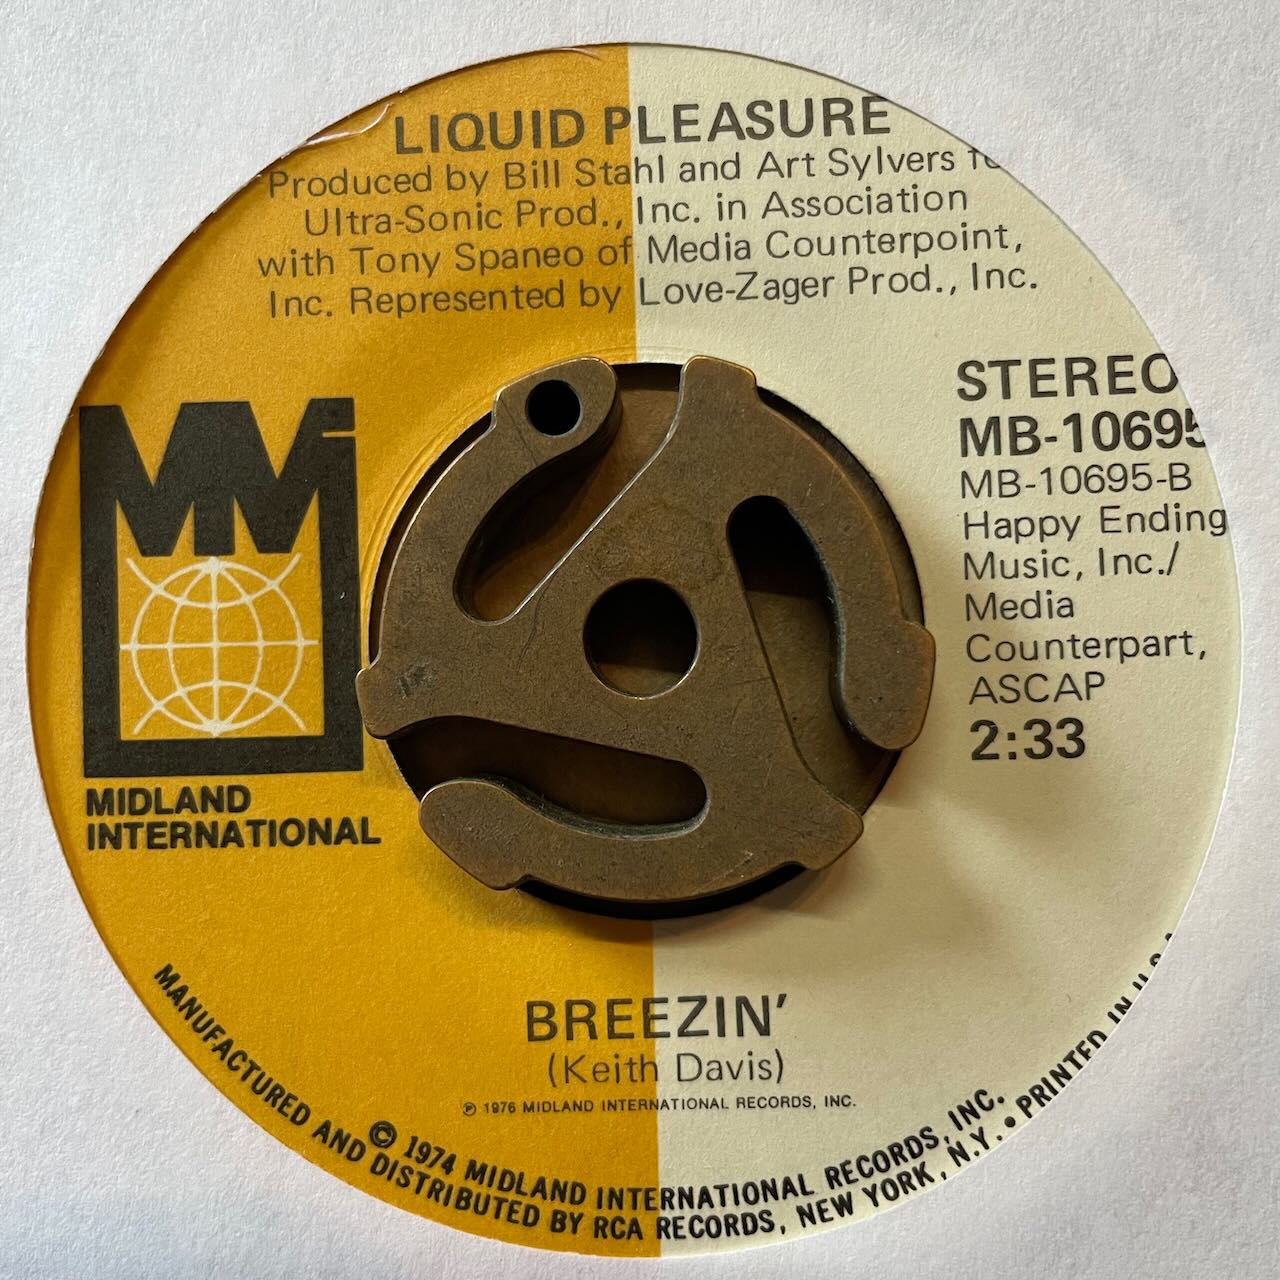 LIQUID PLEASURE
Produced by Bill Stahl and Art Sylvers
Ultra-Sonic Prod., Inc. in Association
with Tony Spaneo of Media Counterpoint,
Inc. Represented by Love-Zager Prod., Inc.
STEREO
MB-10695
MB-10695-B
Happy Ending
Music, Inc./
Media
Counterpart,
ASCAP
2:33
MM
MIDLAND
INTERNATIONAL
BREEZIN'
(Keith Davis)
℗ 1976 MIDLAND INTERNATIONAL RECORDS, INC.
© 1974 MIDLAND INTERNATIONAL RECORDS, INC.
MANUFACTURED AND DISTRIBUTED BY RCA RECORDS, NEW YORK, N.Y. • PRINTED IN U.S.A.